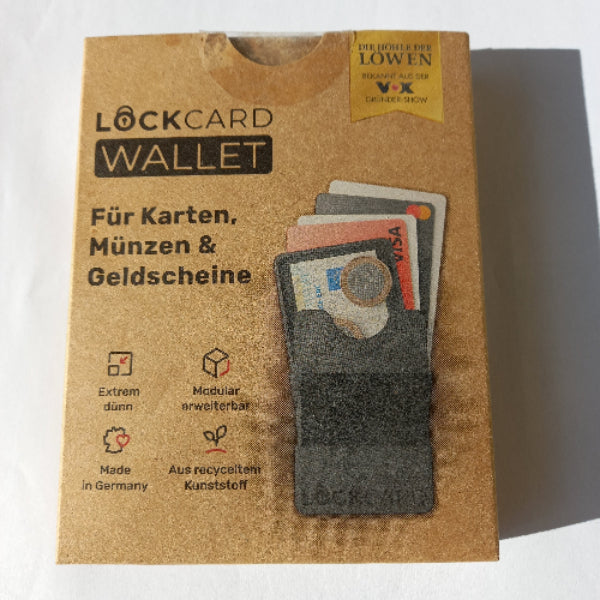 DIE HÖHLE DER
LÖWEN
BEKANNT AUS DER
VOX
GRÜNDER-SHOW
LOCKCARD
WALLET
Für Karten,
Münzen &
Geldscheine
VISA
Extrem
dünn
Modular
erweiterbar
Made
in Germany
Aus recyceltem
Kunststoff
LOCKCARD